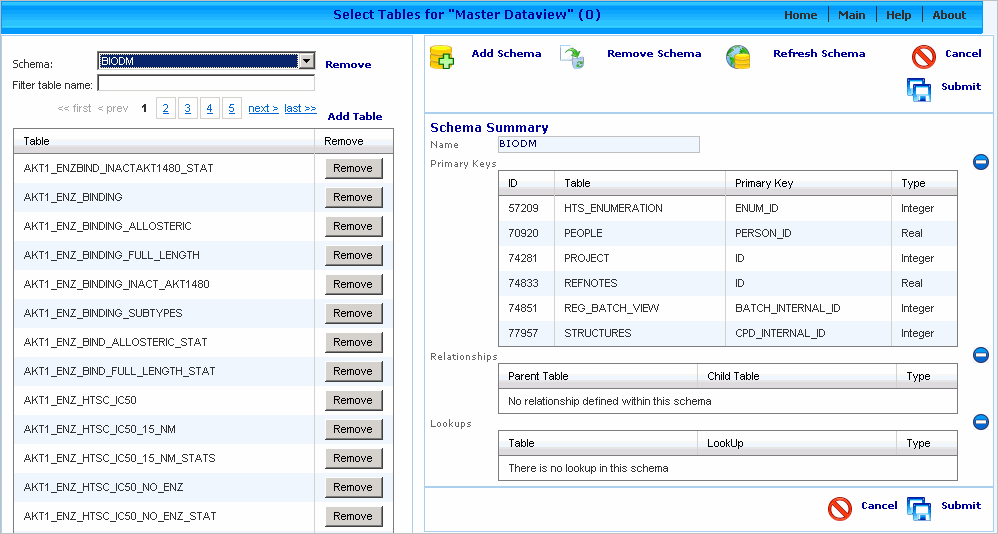 Select Tables for "Master Dataview" (0)
Home Main Help About
Schema: BIODM Remove
Filter table name:
<< first < prev 1 2 3 4 5 next > last >>
Add Table
Table Remove
AKT1_ENZBIND_INACTAKT1480_STAT Remove
AKT1_ENZ_BINDING Remove
AKT1_ENZ_BINDING_ALLOSTERIC Remove
AKT1_ENZ_BINDING_FULL_LENGTH Remove
AKT1_ENZ_BINDING_INACT_AKT1480 Remove
AKT1_ENZ_BINDING_SUBTYPES Remove
AKT1_ENZ_BIND_ALLOSTERIC_STAT Remove
AKT1_ENZ_BIND_FULL_LENGTH_STAT Remove
AKT1_ENZ_HTSC_IC50 Remove
AKT1_ENZ_HTSC_IC50_15_NM Remove
AKT1_ENZ_HTSC_IC50_15_NM_STATS Remove
AKT1_ENZ_HTSC_IC50_NO_ENZ Remove
AKT1_ENZ_HTSC_IC50_NO_ENZ_STAT Remove
Add Schema Remove Schema Refresh Schema Cancel
Submit
Schema Summary
Name BIODM
Primary Keys
ID Table Primary Key Type
57209 HTS_ENUMERATION ENUM_ID Integer
70920 PEOPLE PERSON_ID Real
74281 PROJECT ID Integer
74833 REFNOTES ID Real
74851 REG_BATCH_VIEW BATCH_INTERNAL_ID Integer
77957 STRUCTURES CPD_INTERNAL_ID Integer
Relationships
Parent Table Child Table Type
No relationship defined within this schema
Lookups
Table LookUp Type
There is no lookup in this schema
Cancel Submit